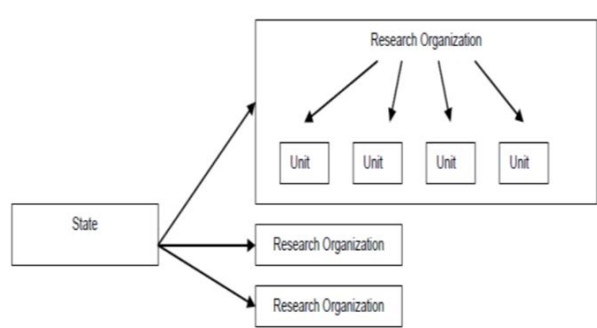 Research Organization
Unit Unit Unit Unit
State
Research Organization
Research Organization